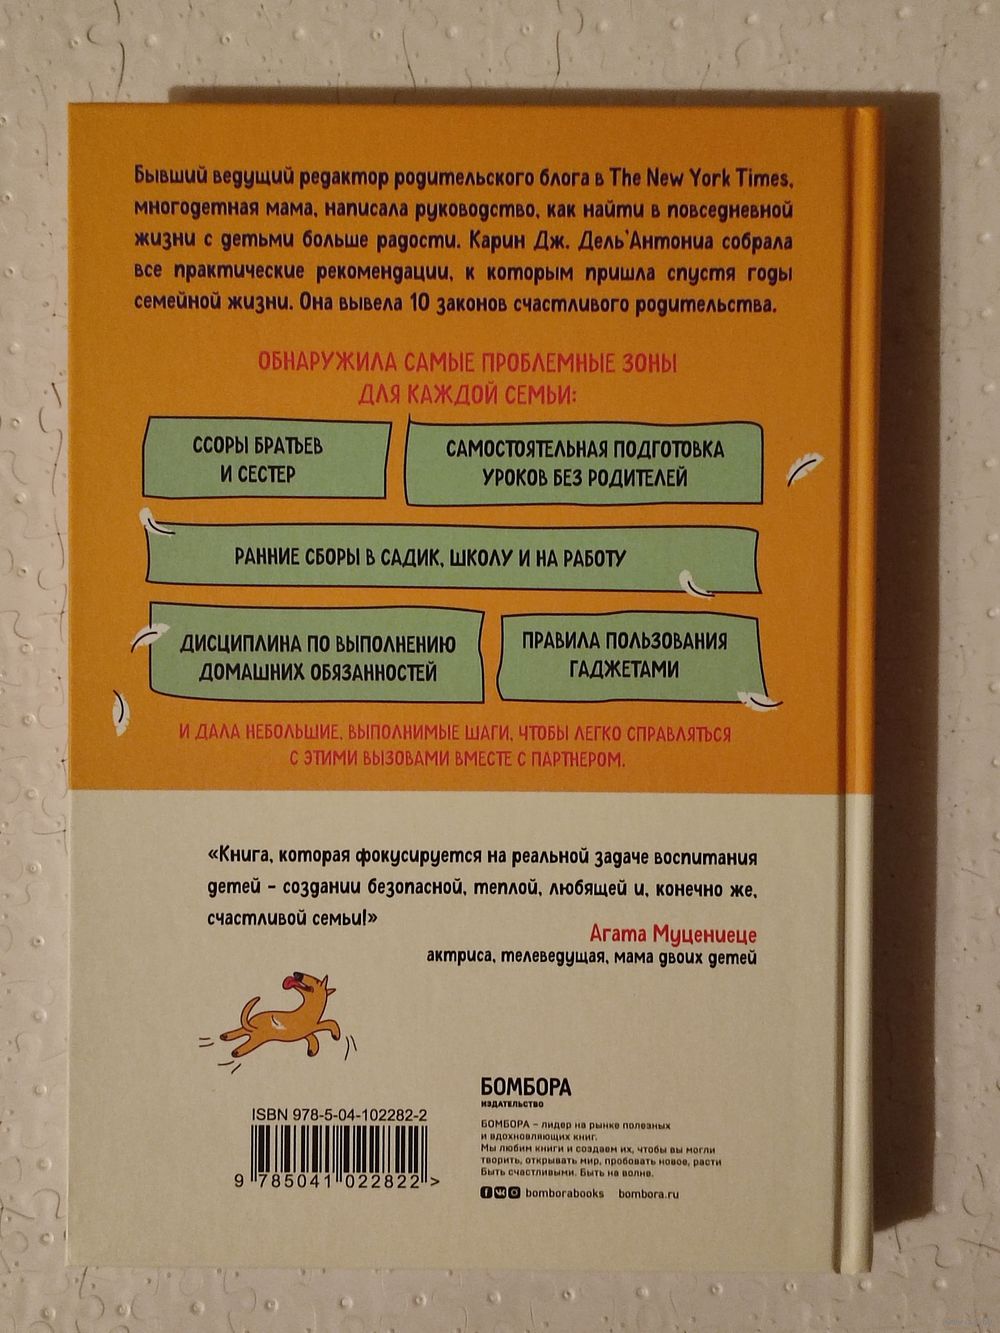 Бывший ведущий редактор родительского блога в The New York Times,
многодетная мама, написала руководство, как найти в повседневной
жизни с детьми больше радости. Карин Дж. Дель'Антониа собрала
все практические рекомендации, к которым пришла спустя годы
семейной жизни. Она вывела 10 законов счастливого родительства.
ОБНАРУЖИЛА САМЫЕ ПРОБЛЕМНЫЕ ЗОНЫ
ДЛЯ КАЖДОЙ СЕМЬИ:
ССОРЫ БРАТЬЕВ
И СЕСТЕР
САМОСТОЯТЕЛЬНАЯ ПОДГОТОВКА
УРОКОВ БЕЗ РОДИТЕЛЕЙ
РАННИЕ СБОРЫ В САДИК, ШКОЛУ И НА РАБОТУ
ДИСЦИПЛИНА ПО ВЫПОЛНЕНИЮ
ДОМАШНИХ ОБЯЗАННОСТЕЙ
ПРАВИЛА ПОЛЬЗОВАНИЯ
ГАДЖЕТАМИ
И ДАЛА НЕБОЛЬШИЕ, ВЫПОЛНИМЫЕ ШАГИ, ЧТОБЫ ЛЕГКО СПРАВЛЯТЬСЯ
С ЭТИМИ ВЫЗОВАМИ ВМЕСТЕ С ПАРТНЕРОМ.
«Книга, которая фокусируется на реальной задаче воспитания
детей – создании безопасной, теплой, любящей и, конечно же,
счастливой семьи!»
Агата Муцениеце
актриса, телеведущая, мама двоих детей
ISBN 978-5-04-102282-2
9 785041 022822 >
БОМБОРА
ИЗДАТЕЛЬСТВО
БОМБОРА – лидер на рынке полезных
и вдохновляющих книг.
Мы любим книги и создаем их, чтобы вы могли
творить, открывать мир, пробовать новое, расти
Быть счастливыми. Быть на волне.
bomborabooks bombora.ru